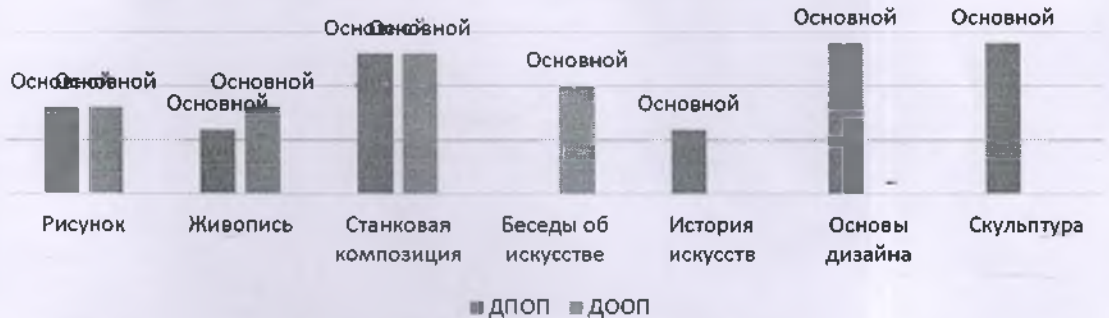 Основной Основной
Основной Основной
Основной
Основной Основной
Основной
Основной
Основной
Основной
Рисунок Живопись Станковая композиция Беседы об искусстве История искусств Основы дизайна Скульптура
ДПОП ДООП